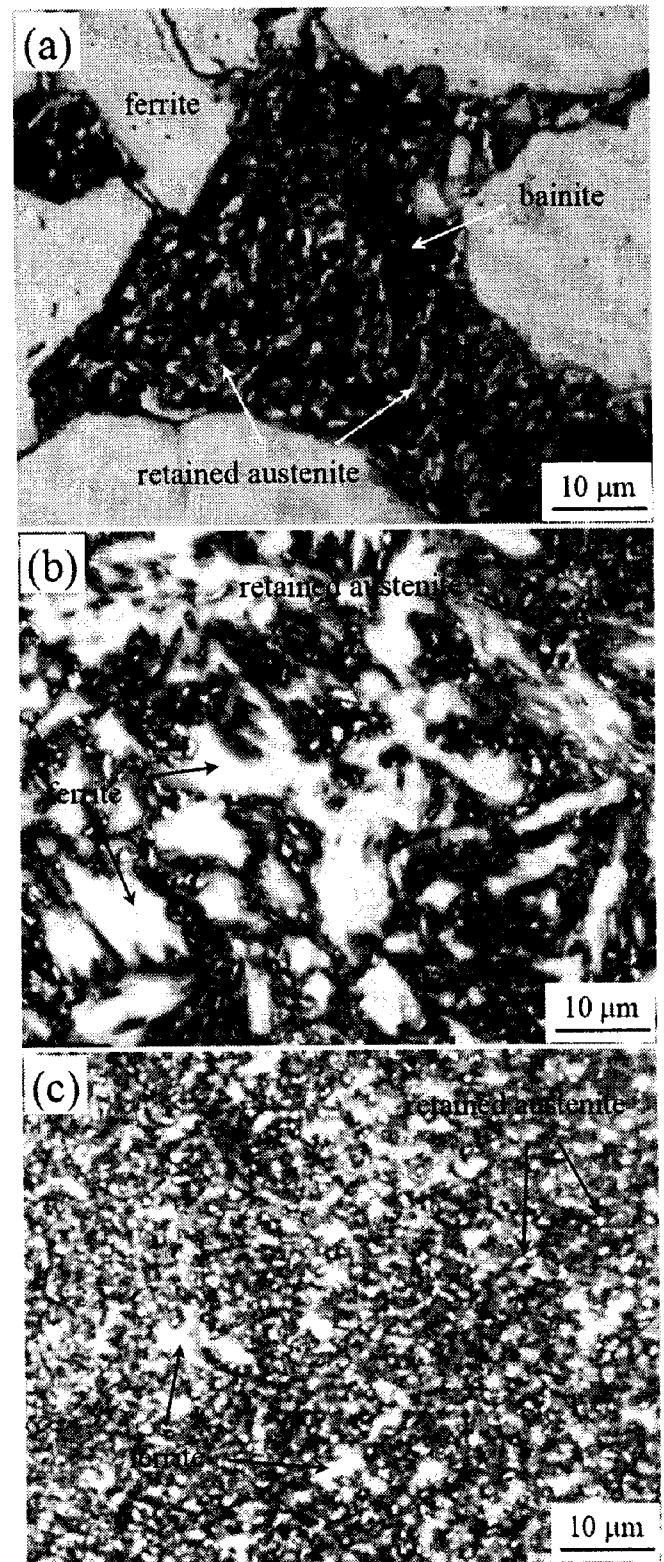 (a)
ferrite
bainite
retained austenite
10 μm
(b)
retained austenite
ferrite
10 μm
(c)
retained austenite
ferrite
10 μm